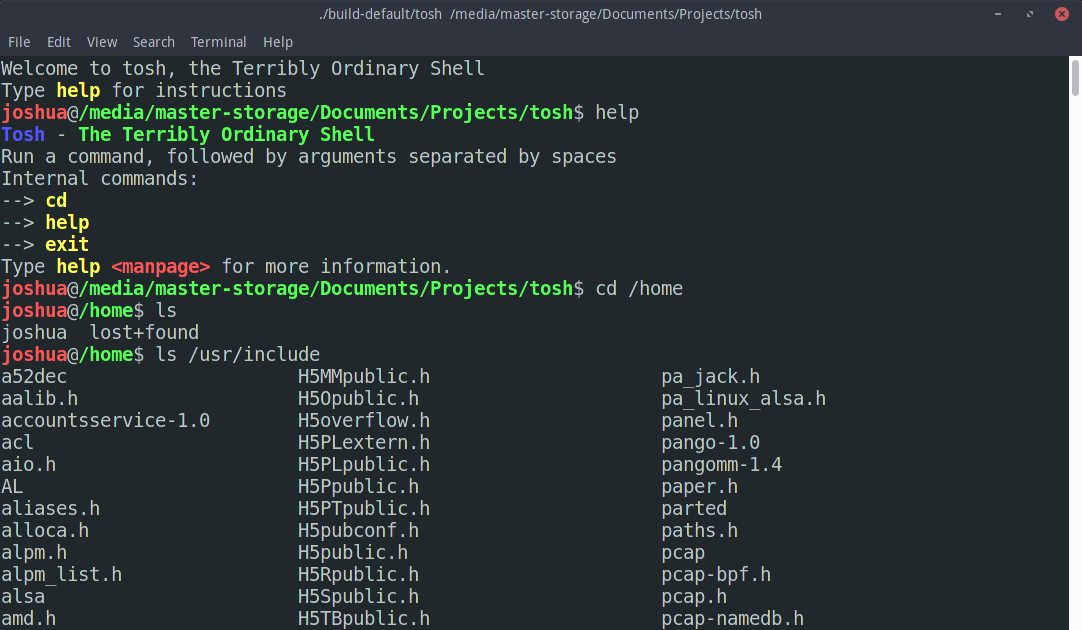 ./build-default/tosh  /media/master-storage/Documents/Projects/tosh
File Edit View Search Terminal Help
Welcome to tosh, the Terribly Ordinary Shell
Type help for instructions
joshua@/media/master-storage/Documents/Projects/tosh$ help
Tosh - The Terribly Ordinary Shell
Run a command, followed by arguments separated by spaces
Internal commands:
--> cd
--> help
--> exit
Type help <manpage> for more information.
joshua@/media/master-storage/Documents/Projects/tosh$ cd /home
joshua@/home$ ls
joshua  lost+found
joshua@/home$ ls /usr/include
a52dec                     H5MMpublic.h                     pa_jack.h
aalib.h                    H5Opublic.h                      pa_linux_alsa.h
accountsservice-1.0        H5overflow.h                     panel.h
acl                        H5PLextern.h                     pango-1.0
aio.h                      H5PLpublic.h                     pangomm-1.4
AL                         H5Ppublic.h                      paper.h
aliases.h                  H5PTpublic.h                     parted
alloca.h                   H5pubconf.h                      paths.h
alpm.h                     H5public.h                       pcap
alpm_list.h                H5Rpublic.h                      pcap-bpf.h
alsa                       H5Spublic.h                      pcap.h
amd.h                      H5TBpublic.h                     pcap-namedb.h